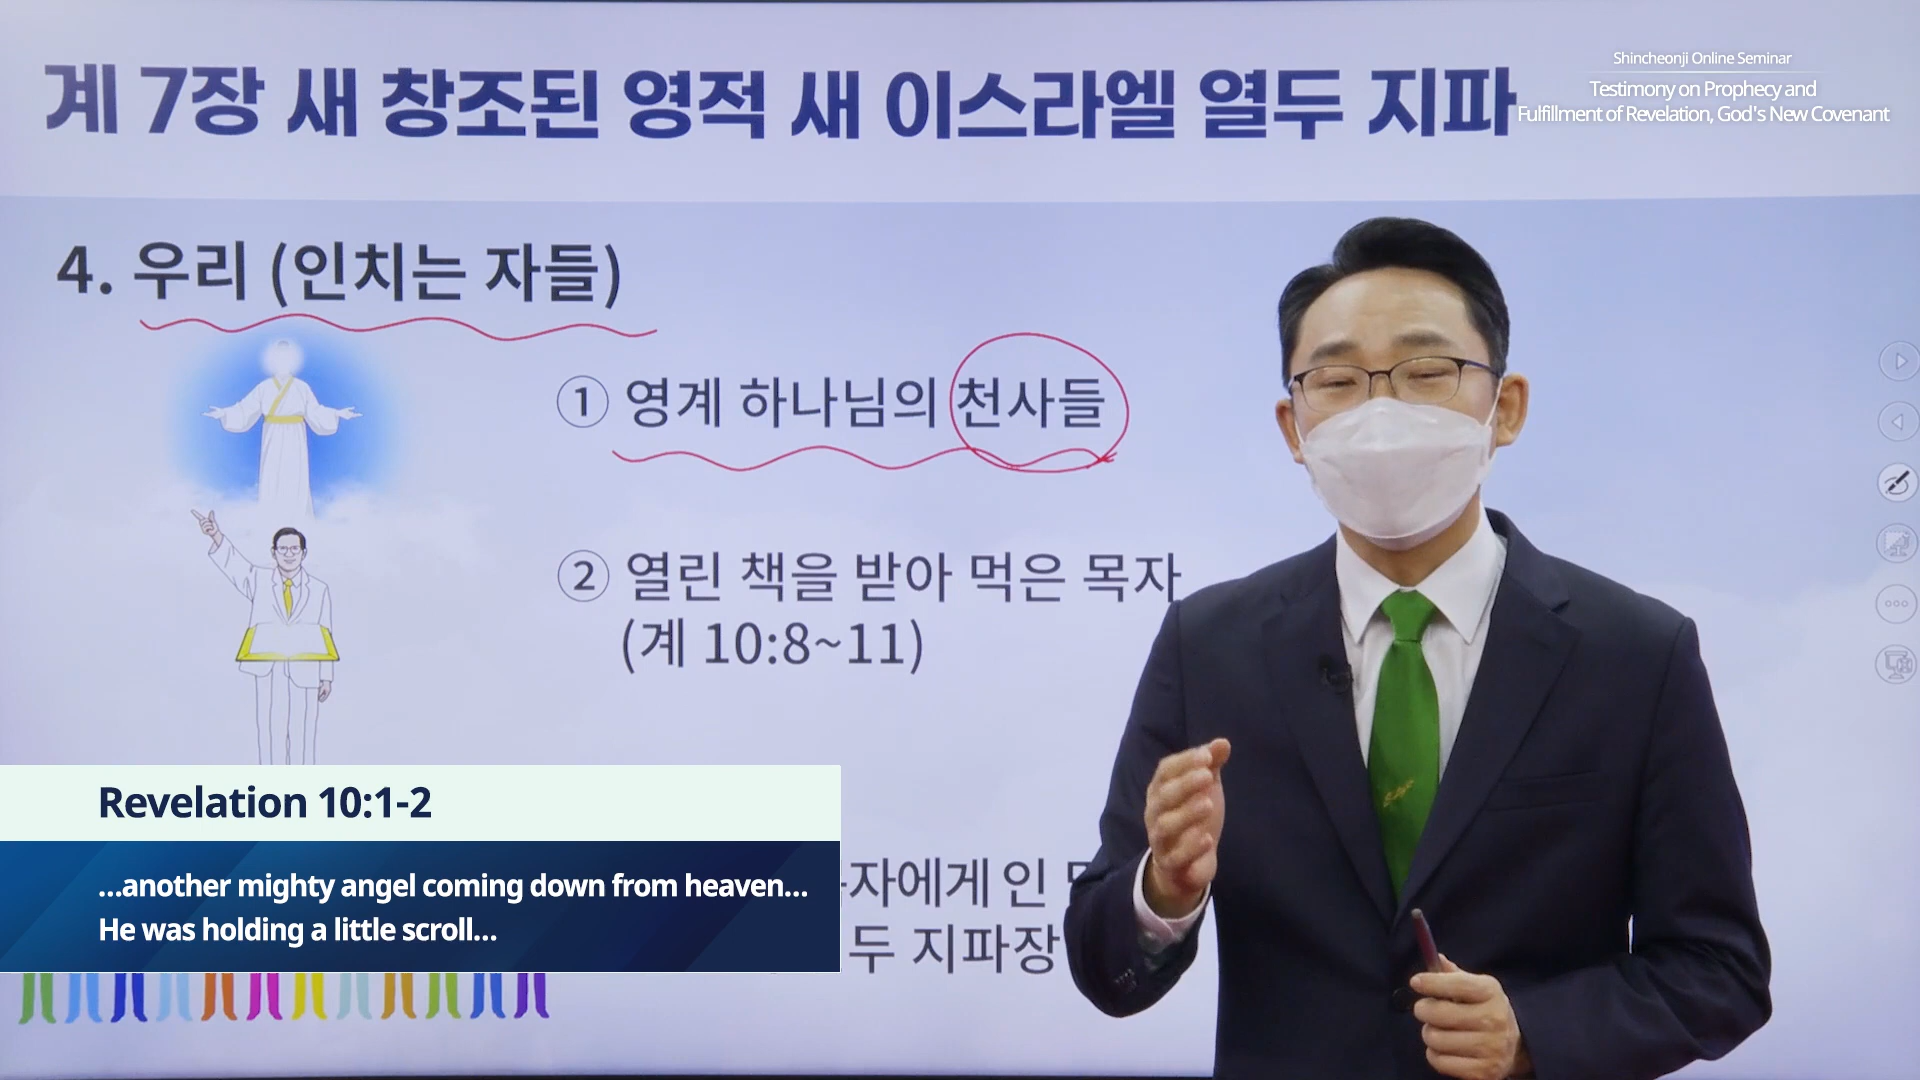 계 7장 새 창조된 영적 새 이스라엘 열두 지파
Shincheonji Online Seminar
Testimony on Prophecy and
Fulfillment of Revelation, God's New Covenant
4. 우리 (인치는 자들)
① 영계 하나님의 천사들
② 열린 책을 받아 먹은 목자
(계 10:8~11)
자에게 인
두 지파장
Revelation 10:1-2
...another mighty angel coming down from heaven...
He was holding a little scroll...